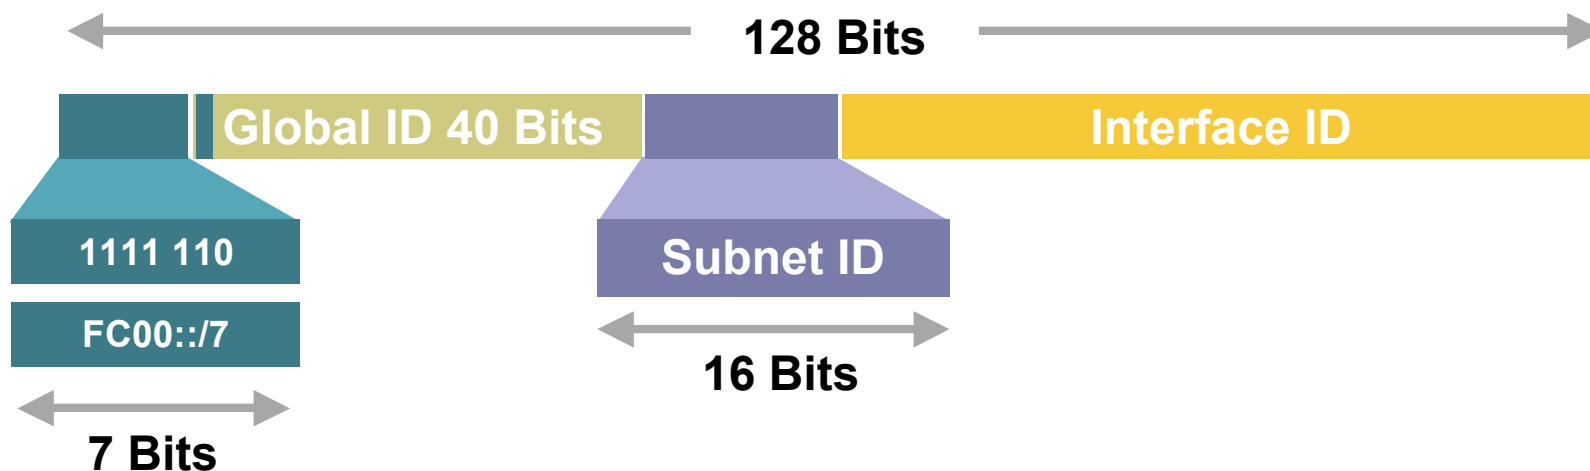 128 Bits
Global ID 40 Bits
Interface ID
1111 110
Subnet ID
FC00::/7
16 Bits
7 Bits